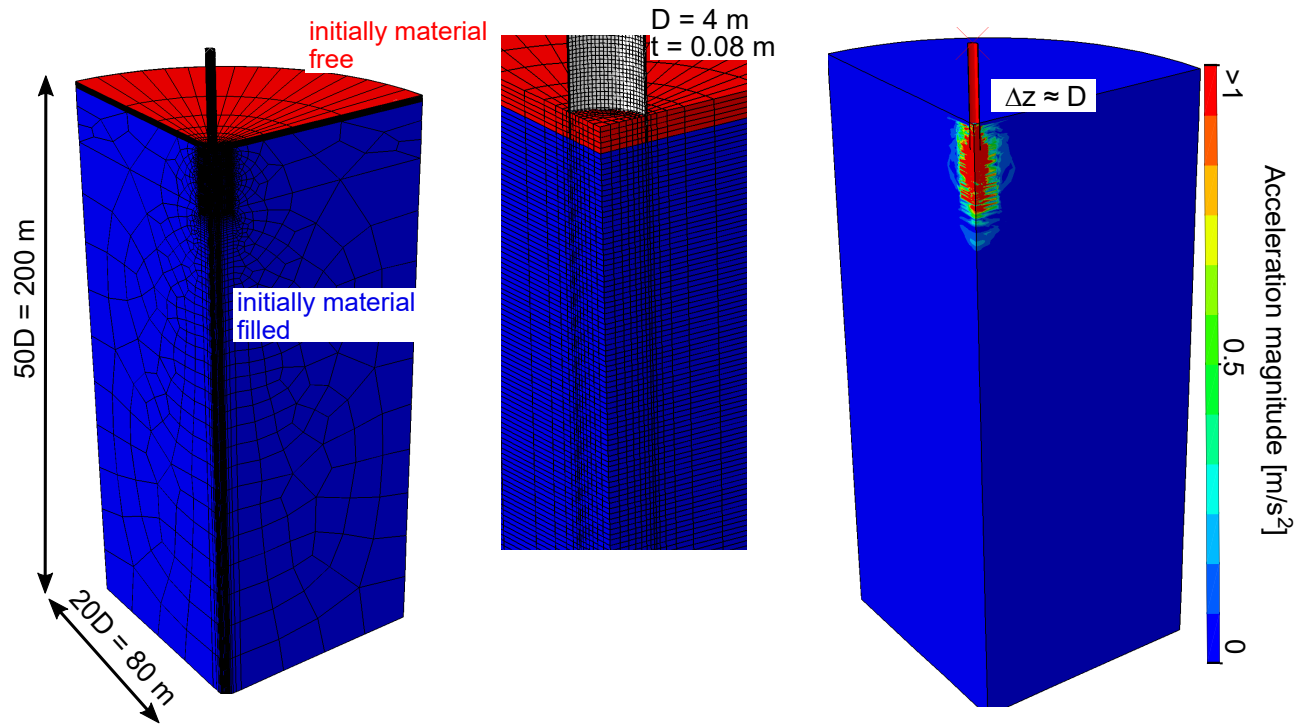 initially material
free
50D = 200 m
initially material
filled
20D = 80 m
D = 4 m
t = 0.08 m
Δz ≈ D
>1
0.5
0
Acceleration magnitude [m/s²]